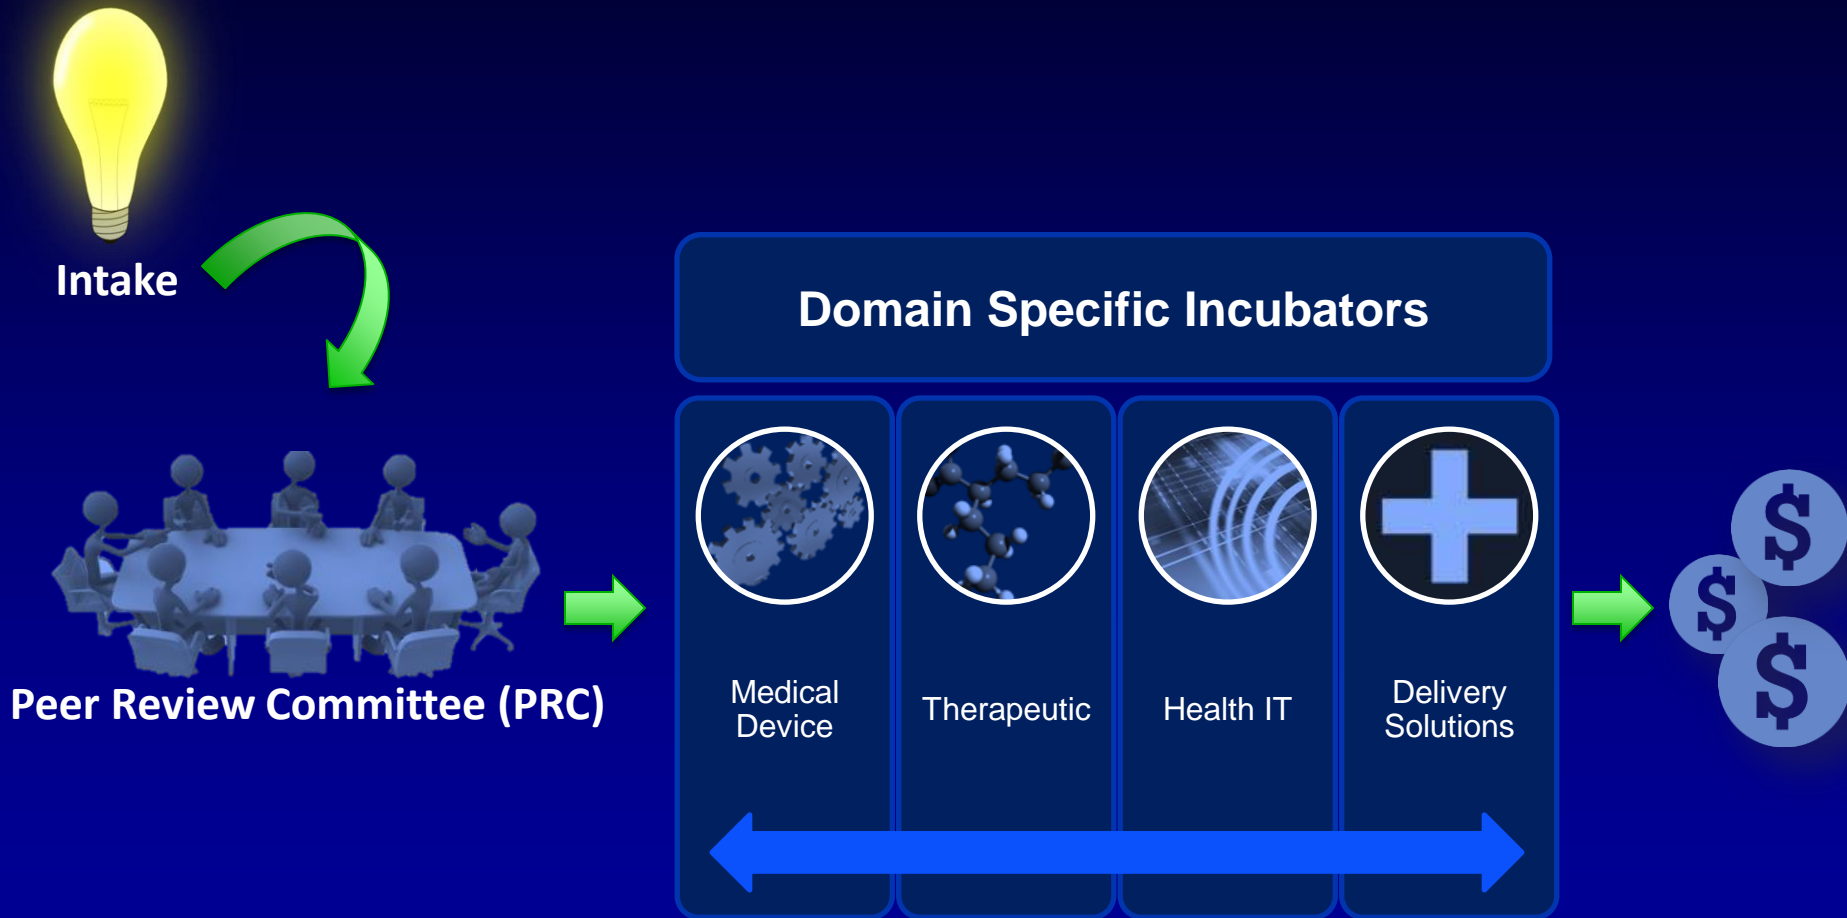 Intake
Domain Specific Incubators
Peer Review Committee (PRC)
Medical
Device
Therapeutic
Health IT
Delivery
Solutions
$
$
$